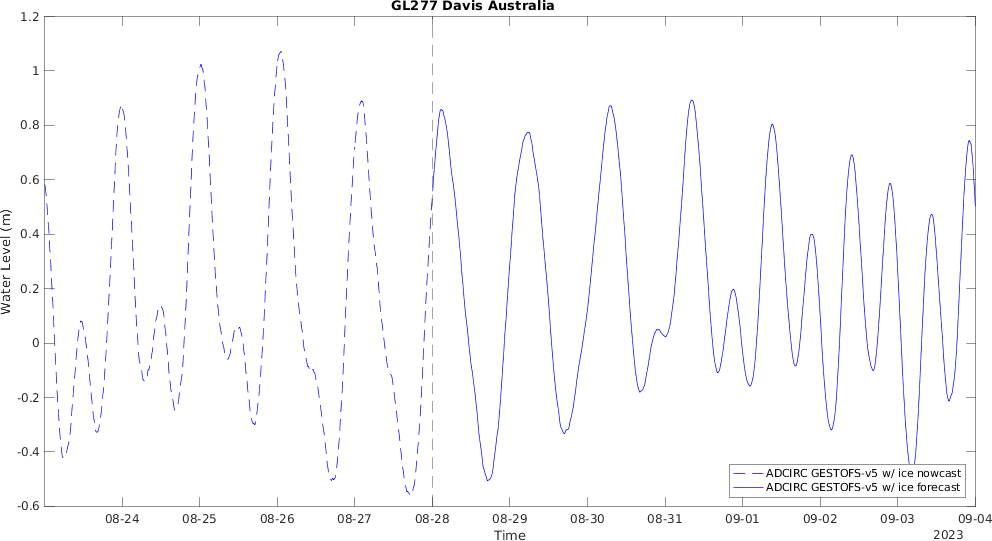 GL277 Davis Australia
1.2
1
0.8
0.6
0.4
0.2
0
-0.2
-0.4
-0.6
Water Level (m)
ADCIRC GESTOFS-v5 w/ ice nowcast
ADCIRC GESTOFS-v5 w/ ice forecast
08-24 08-25 08-26 08-27 08-28 08-29 08-30 08-31 09-01 09-02 09-03 09-04
Time
2023